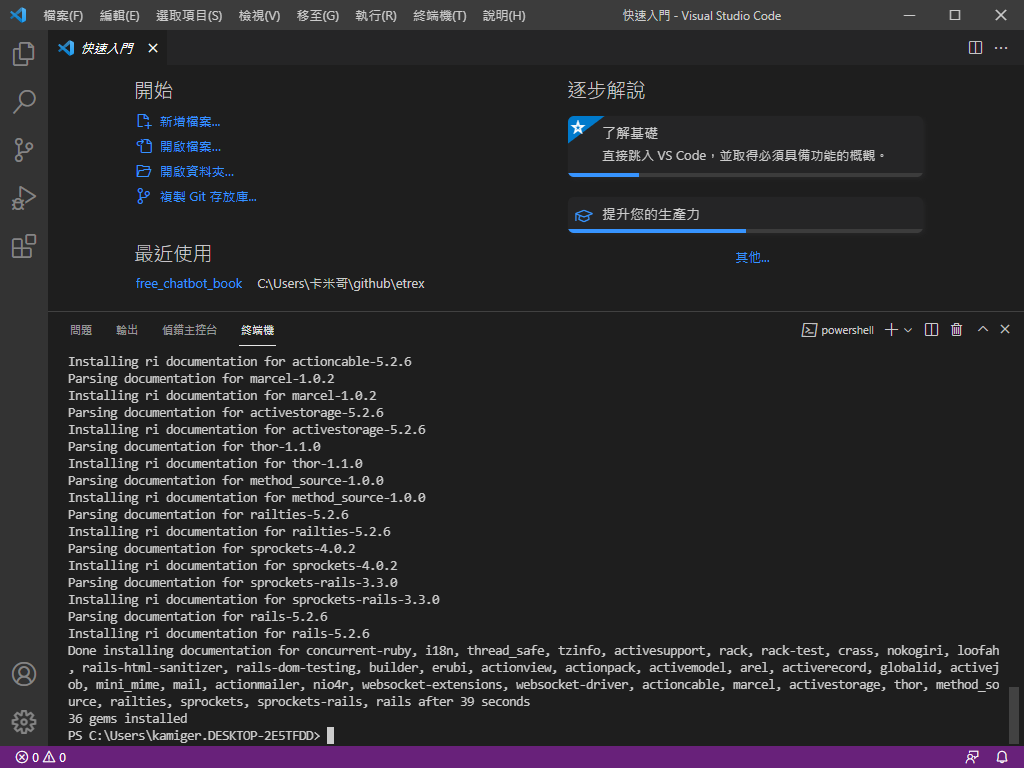 檔案(F) 編輯(E) 選取項目(S) 檢視(V) 移至(G) 執行(R) 終端機(T) 說明(H) 快速入門 - Visual Studio Code
快速入門
開始
新增檔案...
開啟檔案...
開啟資料夾...
複製 Git 存放庫...
最近使用
free_chatbot_book C:\Users\卡米哥\github\etrex
逐步解說
了解基礎
直接跳入 VS Code，並取得必須具備功能的概觀。
提升您的生產力
其他...
問題 輸出 偵錯主控台 終端機 powershell
Installing ri documentation for actioncable-5.2.6
Parsing documentation for marcel-1.0.2
Installing ri documentation for marcel-1.0.2
Parsing documentation for activestorage-5.2.6
Installing ri documentation for activestorage-5.2.6
Parsing documentation for thor-1.1.0
Installing ri documentation for thor-1.1.0
Parsing documentation for method_source-1.0.0
Installing ri documentation for method_source-1.0.0
Parsing documentation for railties-5.2.6
Installing ri documentation for railties-5.2.6
Parsing documentation for sprockets-4.0.2
Installing ri documentation for sprockets-4.0.2
Parsing documentation for sprockets-rails-3.3.0
Installing ri documentation for sprockets-rails-3.3.0
Parsing documentation for rails-5.2.6
Installing ri documentation for rails-5.2.6
Done installing documentation for concurrent-ruby, i18n, thread_safe, tzinfo, activesupport, rack, rack-test, crass, nokogiri, loofah
, rails-html-sanitizer, rails-dom-testing, builder, erubi, actionview, actionpack, activemodel, arel, activerecord, globalid, activej
ob, mini_mime, mail, actionmailer, nio4r, websocket-extensions, websocket-driver, actioncable, marcel, activestorage, thor, method_so
urce, railties, sprockets, sprockets-rails, rails after 39 seconds
36 gems installed
PS C:\Users\kamiger.DESKTOP-2E5TFDD>
0 0